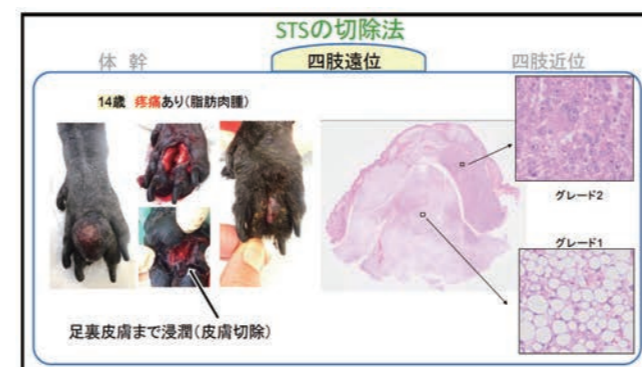 STSの切除法
体 幹
四肢遠位
四肢近位
14歳 疼痛あり(脂肪肉腫)
グレード2
グレード1
足裏皮膚まで浸潤(皮膚切除)